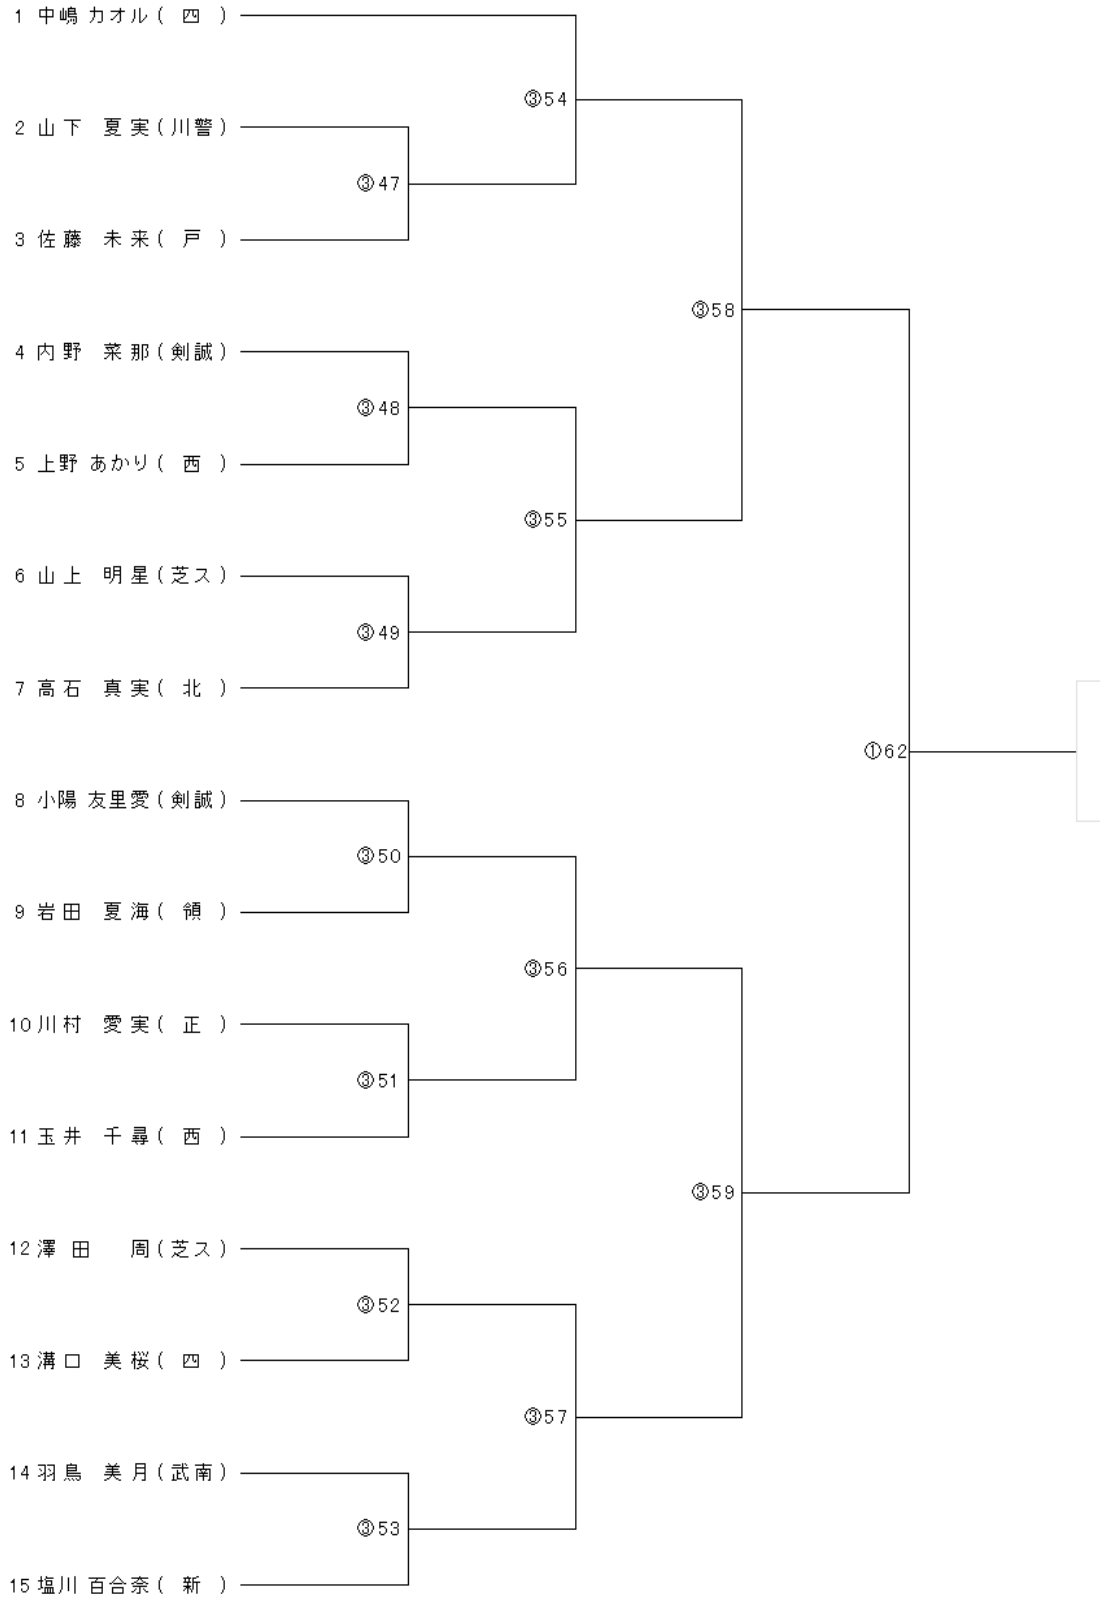 1 中嶋 カオル( 四 )
③54
2 山下 夏実(川警)
③47
3 佐藤 未来( 戸 )
③58
4 内野 菜那(剣誠)
③48
5 上野 あかり( 西 )
③55
6 山上 明星(芝ス)
③49
7 高石 真実( 北 )
①62
8 小陽 友里愛(剣誠)
③50
9 岩田 夏海( 領 )
③56
10 川村 愛実( 正 )
③51
11 玉井 千尋( 西 )
③59
12 澤田 周(芝ス)
③52
13 溝口 美桜( 四 )
③57
14 羽鳥 美月(武南)
③53
15 塩川 百合奈( 新 )